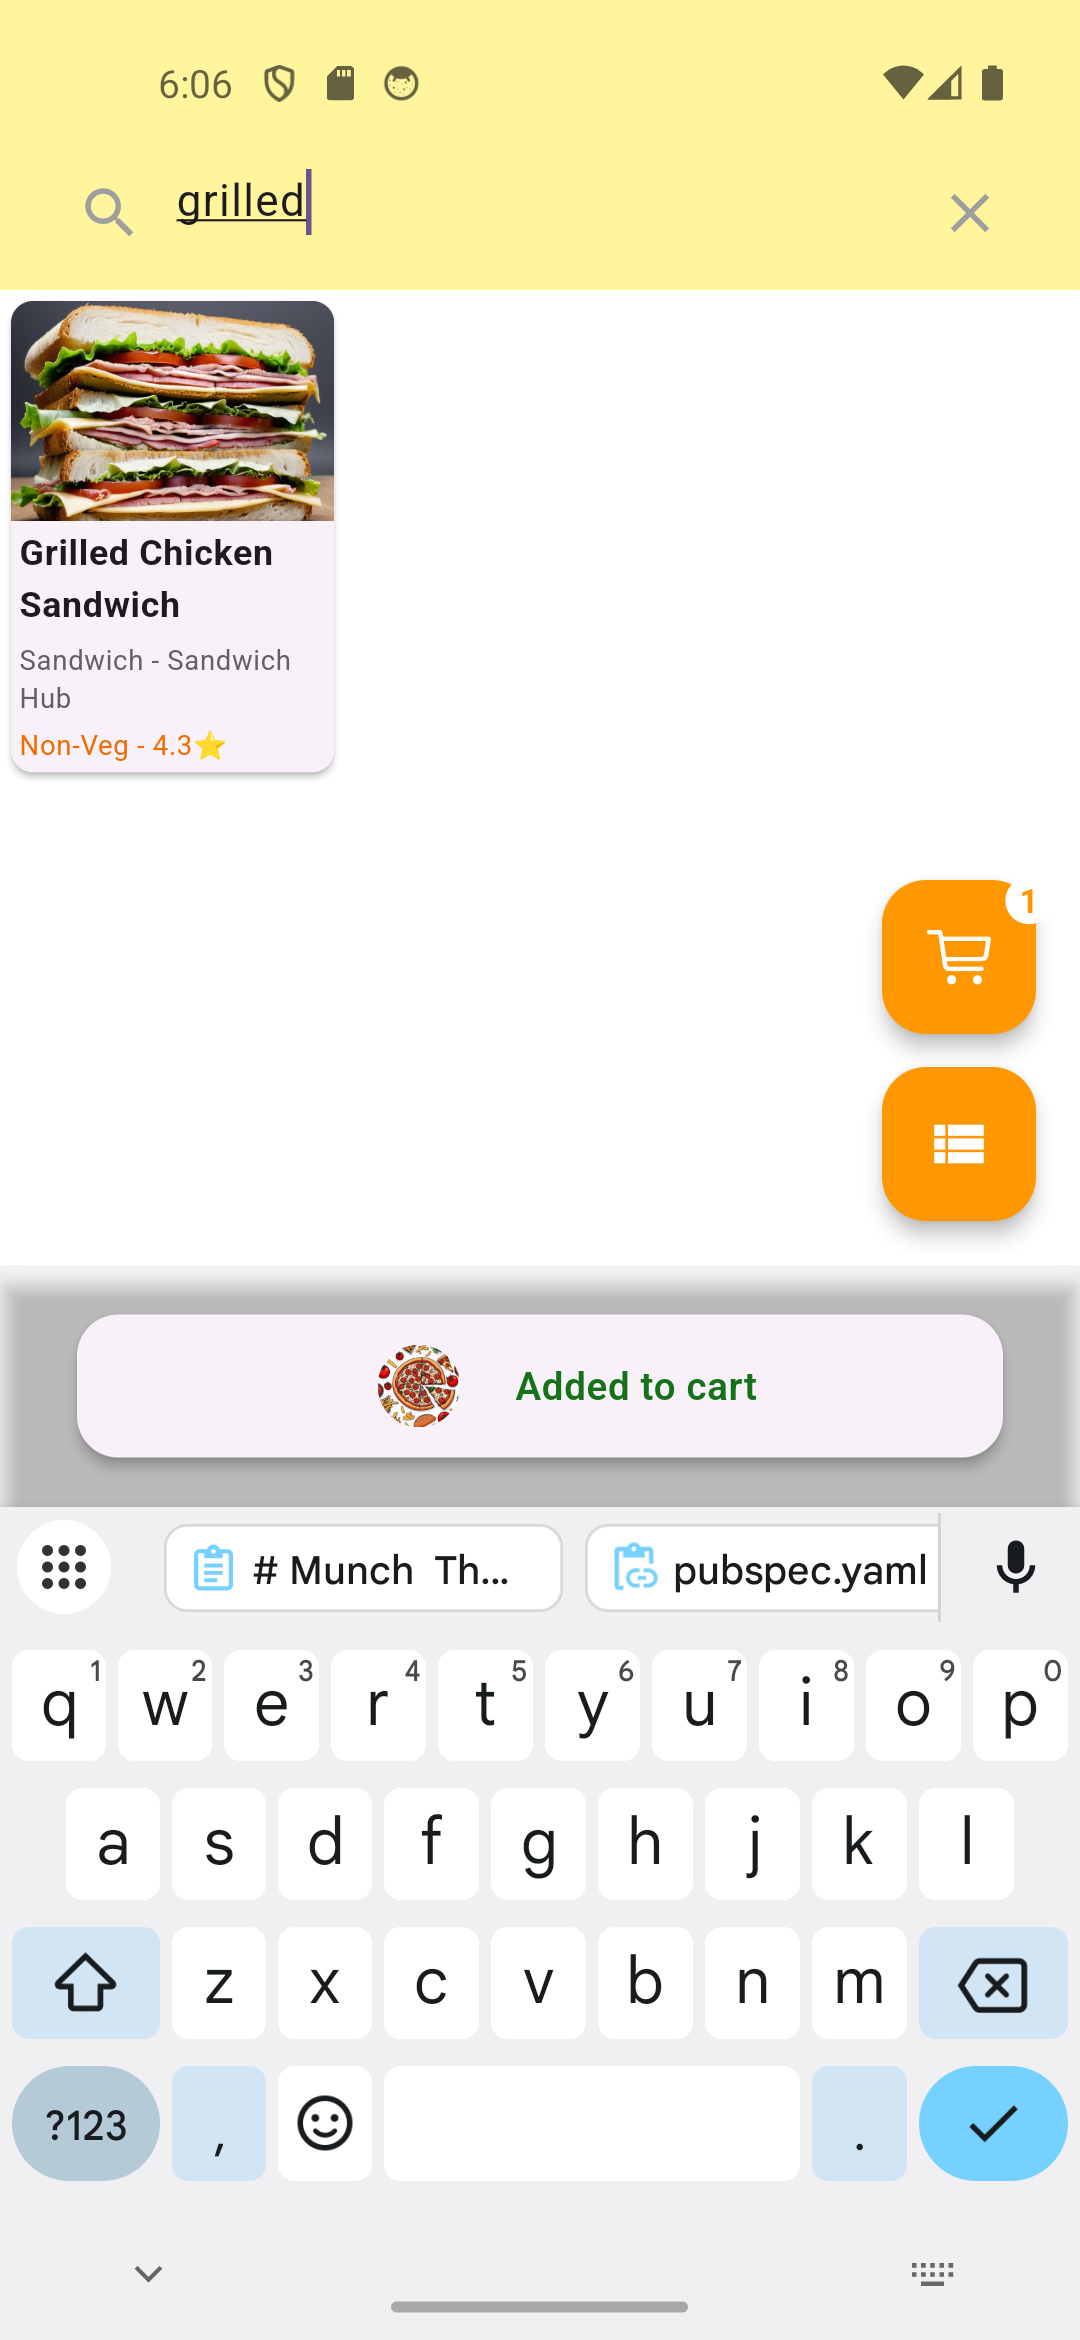 6:06
grilled
Grilled Chicken
Sandwich
Sandwich - Sandwich
Hub
Non-Veg - 4.3⭐
1
Added to cart
# Munch Th...
pubspec.yaml
1 2 3 4 5 6 7 8 9 0
q w e r t y u i o p
a s d f g h j k l
z x c v b n m
?123 , .